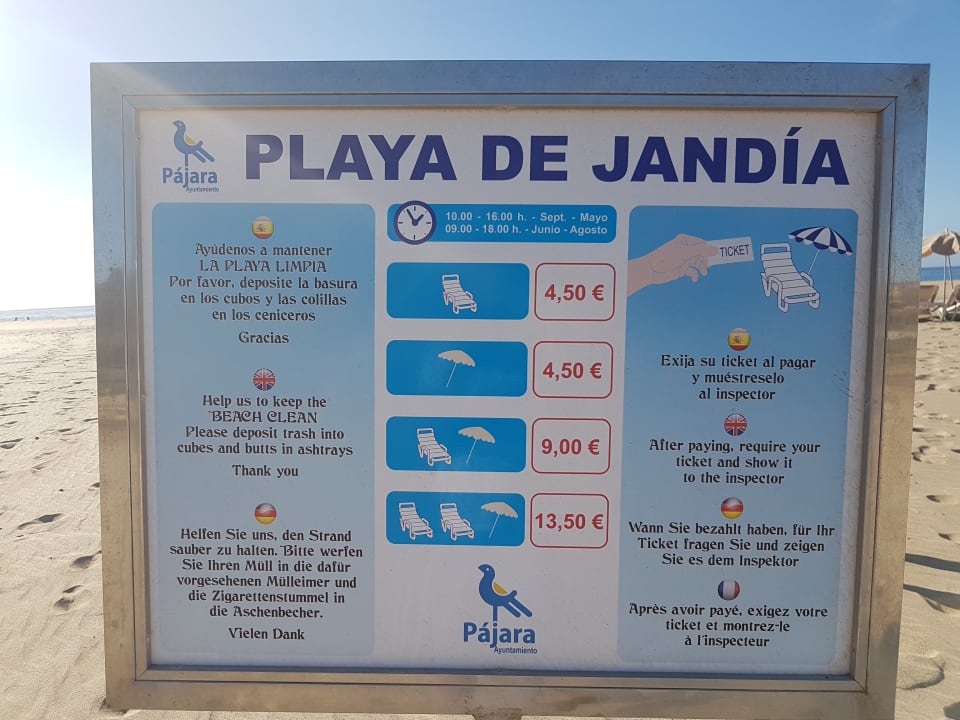 Pájara
Ayuntamiento
PLAYA DE JANDÍA
Ayúdenos a mantener
LA PLAYA LIMPIA
Por favor, deposite la basura
en los cubos y las colillas
en los ceniceros
Gracias
Help us to keep the
BEACH CLEAN
Please deposit trash into
cubes and butts in ashtrays
Thank you
Helfen Sie uns, den Strand
sauber zu halten. Bitte werfen
Sie Ihren Müll in die dafür
vorgesehenen Mülleimer und
die Zigarettenstummel in
die Aschenbecher.
Vielen Dank
10.00 - 16.00 h. - Sept. - Mayo
09.00 - 18.00 h. - Junio - Agosto
4,50 €
4,50 €
9,00 €
13,50 €
Pájara
Ayuntamiento
TICKET
Exija su ticket al pagar
y muéstreselo
al inspector
After paying, require your
ticket and show it
to the inspector
Wann Sie bezahlt haben, für Ihr
Ticket fragen Sie und zeigen
Sie es dem Inspektor
Après avoir payé, exigez votre
ticket et montrez-le
à l'inspecteur